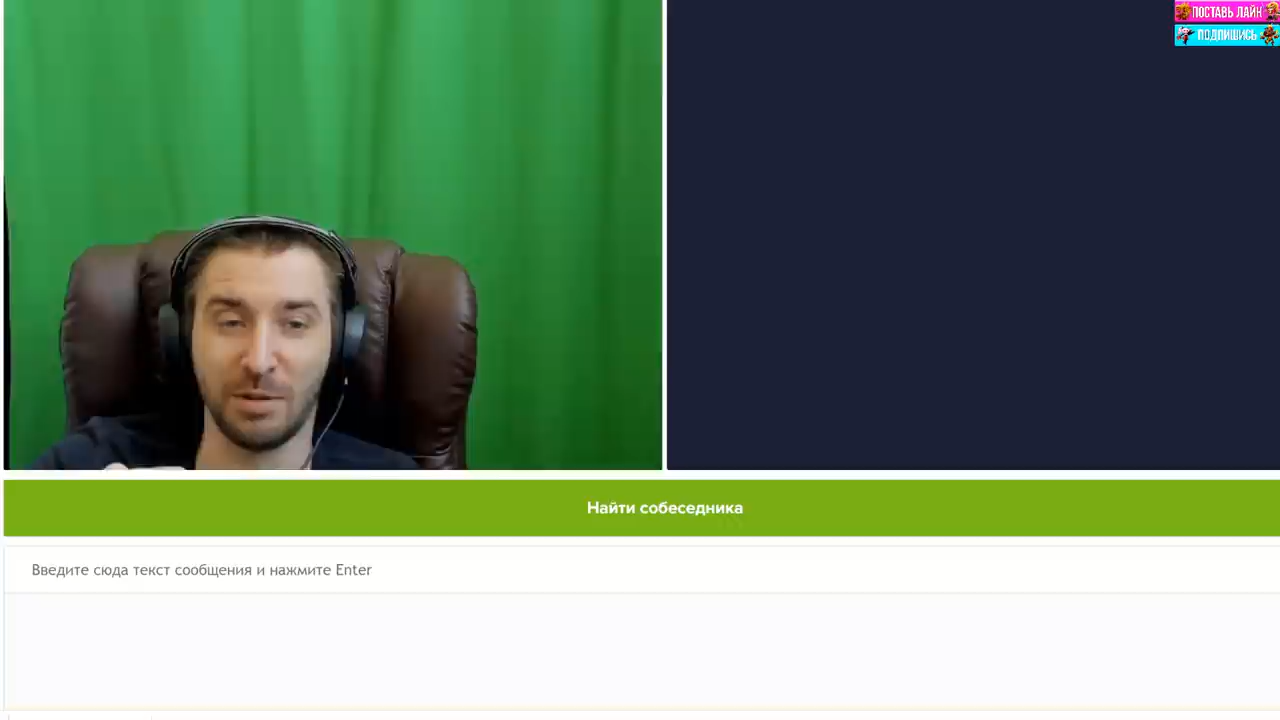 ПОСТАВЬ ЛАЙК
ПОДПИШИСЬ
Найти собеседника
Введите сюда текст сообщения и нажмите Enter